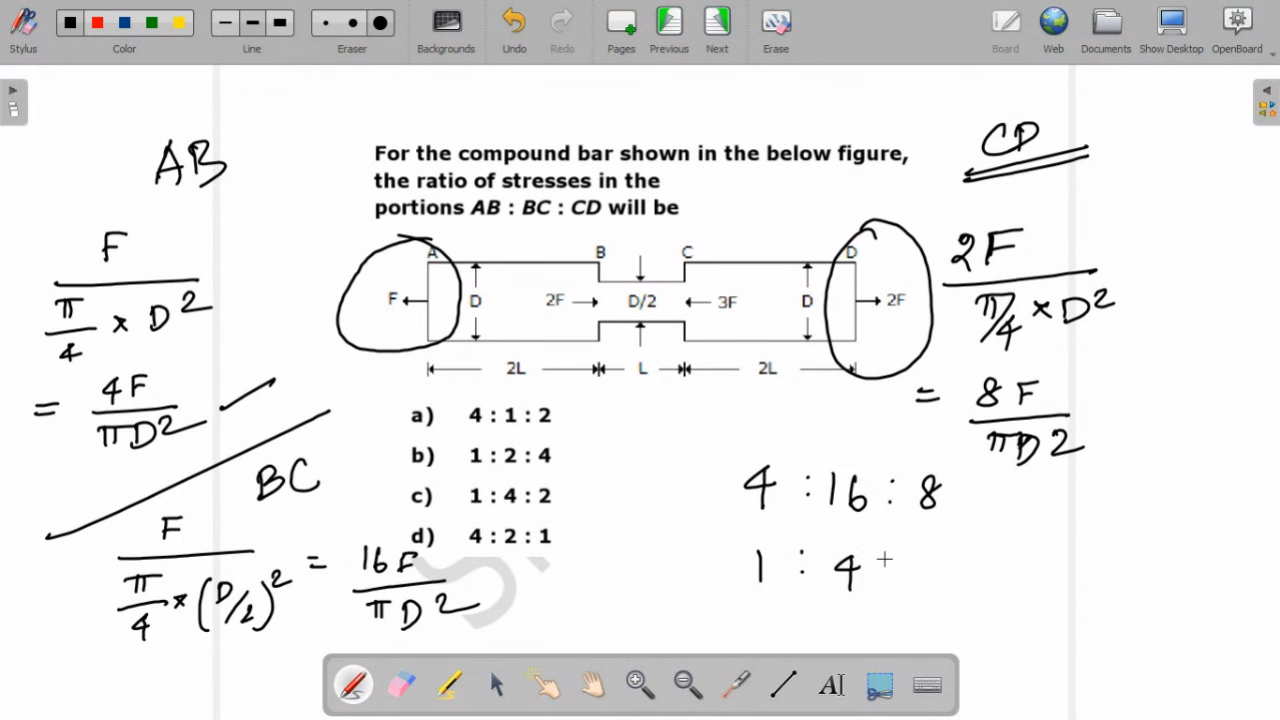 Stylus
Color
Line
Eraser
Backgrounds
Undo
Redo
Pages
Previous
Next
Erase
Board
Web
Documents
Show Desktop
OpenBoard
AB
F
π/4 × D²
= 4F/πD²
BC
F
π/4 × (D/2)² = 16F/πD²
For the compound bar shown in the below figure,
the ratio of stresses in the
portions AB : BC : CD will be
A B C D
F D 2F D/2 3F D 2F
2L L 2L
a) 4 : 1 : 2
b) 1 : 2 : 4
c) 1 : 4 : 2
d) 4 : 2 : 1
CD
2F
π/4 × D²
= 8F/πD2
4 : 16 : 8
1 : 4
AI